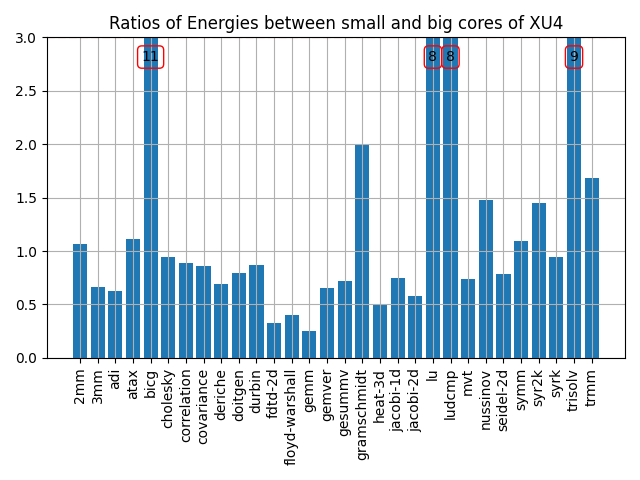 Ratios of Energies between small and big cores of XU4
3.0
2.5
2.0
1.5
1.0
0.5
0.0
11
8
8
9
2mm
3mm
adi
atax
bicg
cholesky
correlation
covariance
deriche
doitgen
durbin
fdtd-2d
floyd-warshall
gemm
gemver
gesummv
gramschmidt
heat-3d
jacobi-1d
jacobi-2d
lu
ludcmp
mvt
nussinov
seidel-2d
symm
syr2k
syrk
trisolv
trmm